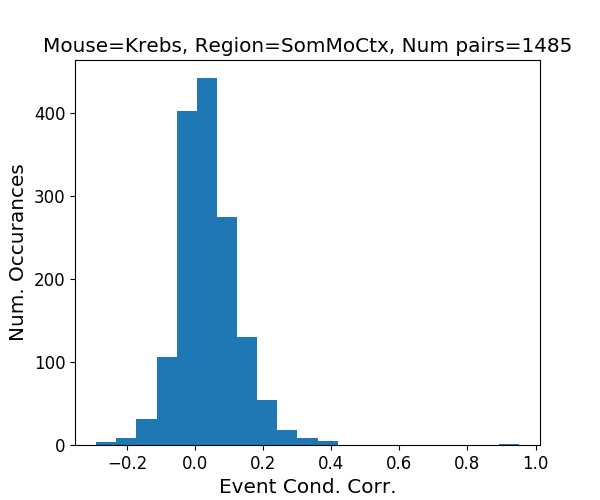 Mouse=Krebs, Region=SomMoCtx, Num pairs=1485
Num. Occurances
400
300
200
100
0
−0.2 0.0 0.2 0.4 0.6 0.8 1.0
Event Cond. Corr.